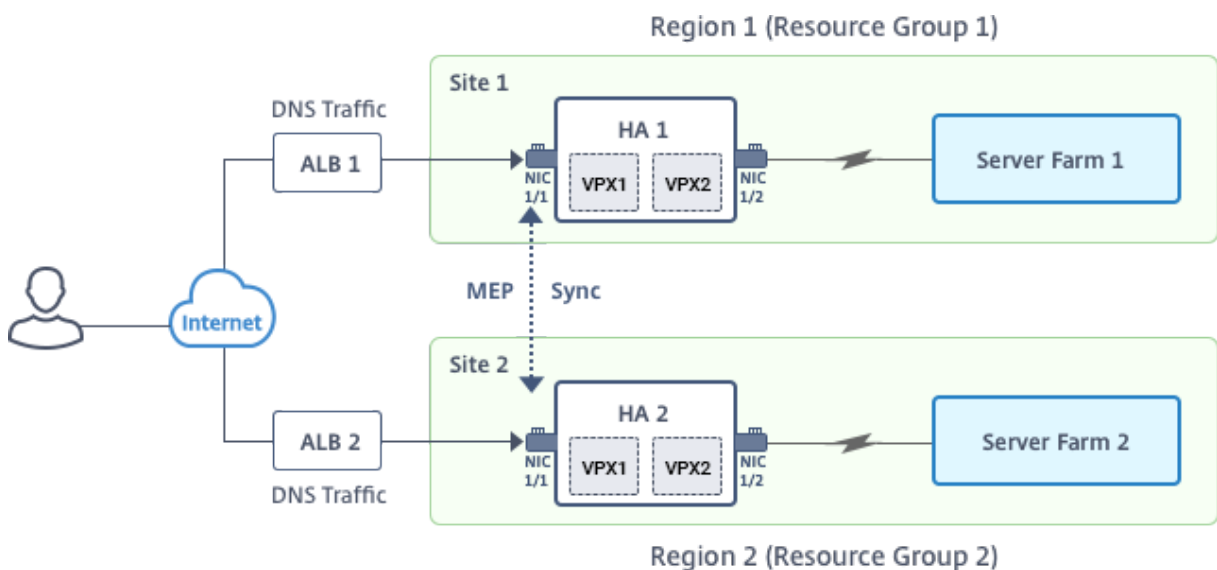 Region 1 (Resource Group 1)
Site 1
DNS Traffic
ALB 1
HA 1
VPX1
VPX2
NIC
1/1
NIC
1/2
Server Farm 1
MEP
Sync
Internet
Site 2
ALB 2
DNS Traffic
HA 2
VPX1
VPX2
NIC
1/1
NIC
1/2
Server Farm 2
Region 2 (Resource Group 2)